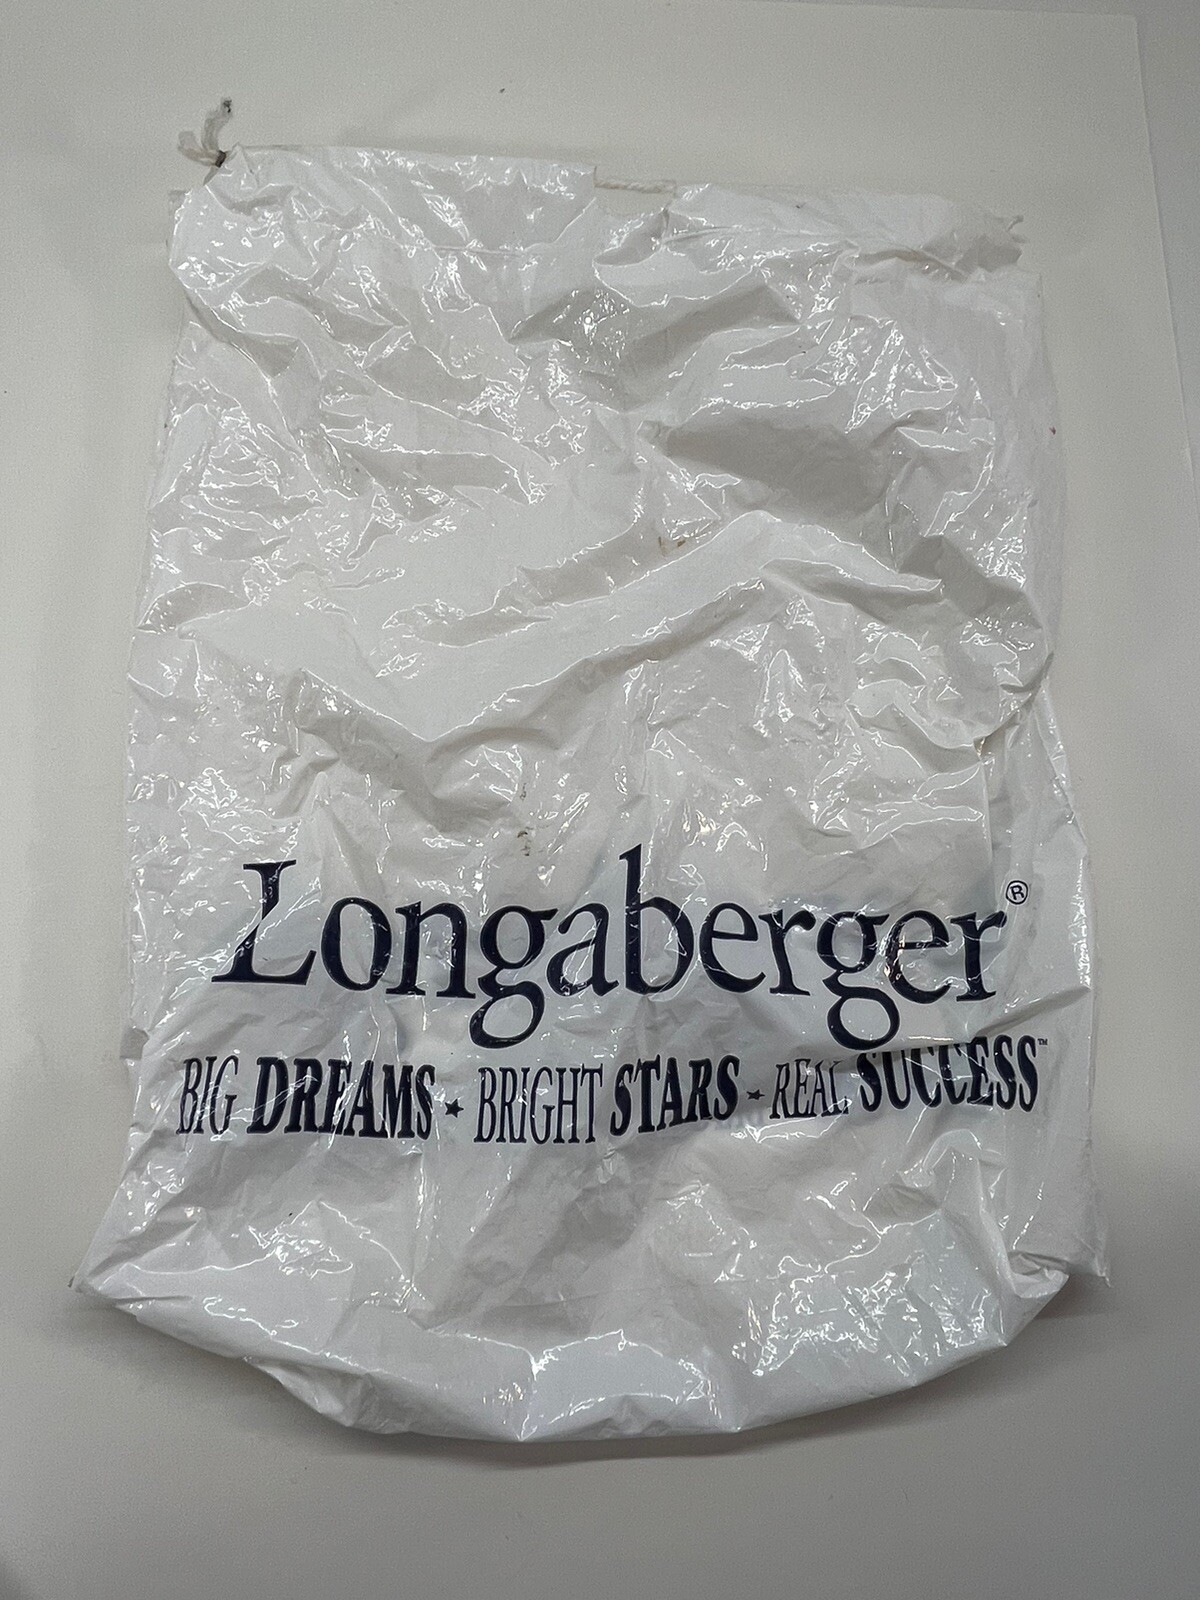 Longaberger®
BIG DREAMS ★ BRIGHT STARS ★ REAL SUCCESS™